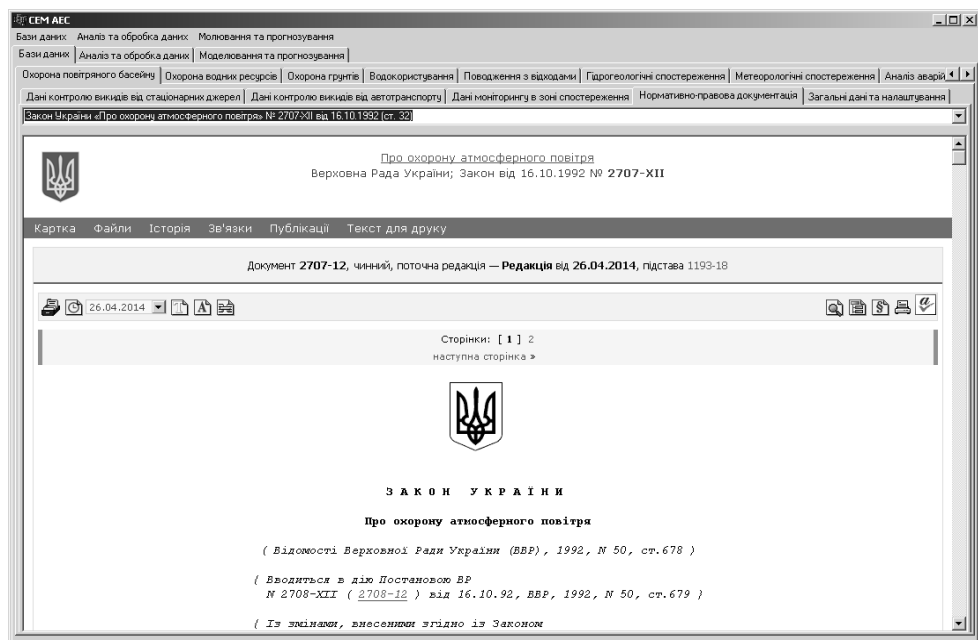 СЕМ АЕС
Бази даних Аналіз та обробка даних Молювання та прогнозування
Бази даних Аналіз та обробка даних Моделювання та прогнозування
Охорона повітряного басейну Охорона водних ресурсів Охорона грунтів Водокористування Поводження з відходами Гідрогеологічні спостереження Метеорологічні спостереження Аналіз аварій
Дані контролю викидів від стаціонарних джерел Дані контролю викидів від автотранспорту Дані моніторингу в зоні спостереження Нормативно-правова документація Загальні дані та налаштування
Закон України «Про охорону атмосферного повітря» № 2707-XII від 16.10.1992 (ст. 32)
Про охорону атмосферного повітря
Верховна Рада України; Закон від 16.10.1992 № 2707-XII
Картка Файли Історія Зв'язки Публікації Текст для друку
Документ 2707-12, чинний, поточна редакція — Редакція від 26.04.2014, підстава 1193-18
26.04.2014
Сторінки: [ 1 ] 2
наступна сторінка »
З А К О Н У К Р А Ї Н И
Про охорону атмосферного повітря
( Відомості Верховної Ради України (ВВР), 1992, N 50, ст.678 )
( Вводиться в дію Постановою ВР
N 2708-XII ( 2708-12 ) від 16.10.92, ВВР, 1992, N 50, ст.679 )
( Із змінами, внесеними згідно із Законом